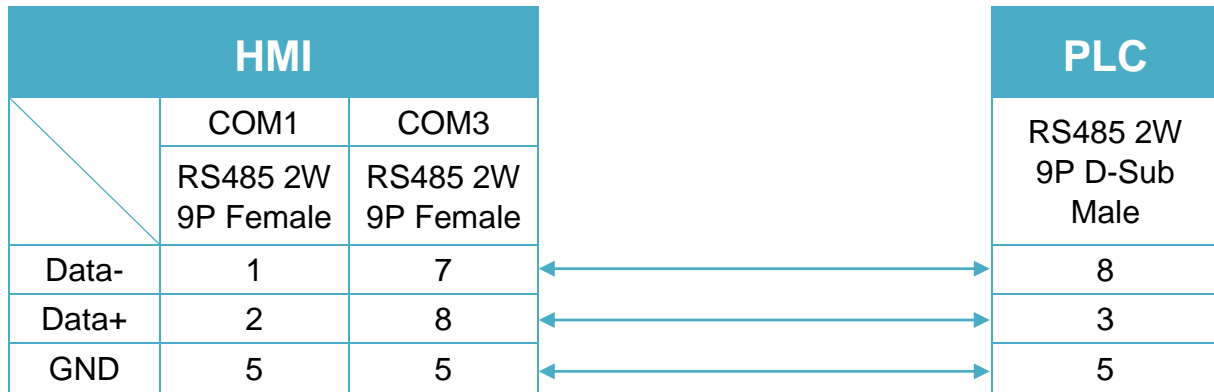 HMI PLC
COM1 COM3
RS485 2W 9P D-Sub Male
RS485 2W 9P Female RS485 2W 9P Female
Data- 1 7 8
Data+ 2 8 3
GND 5 5 5